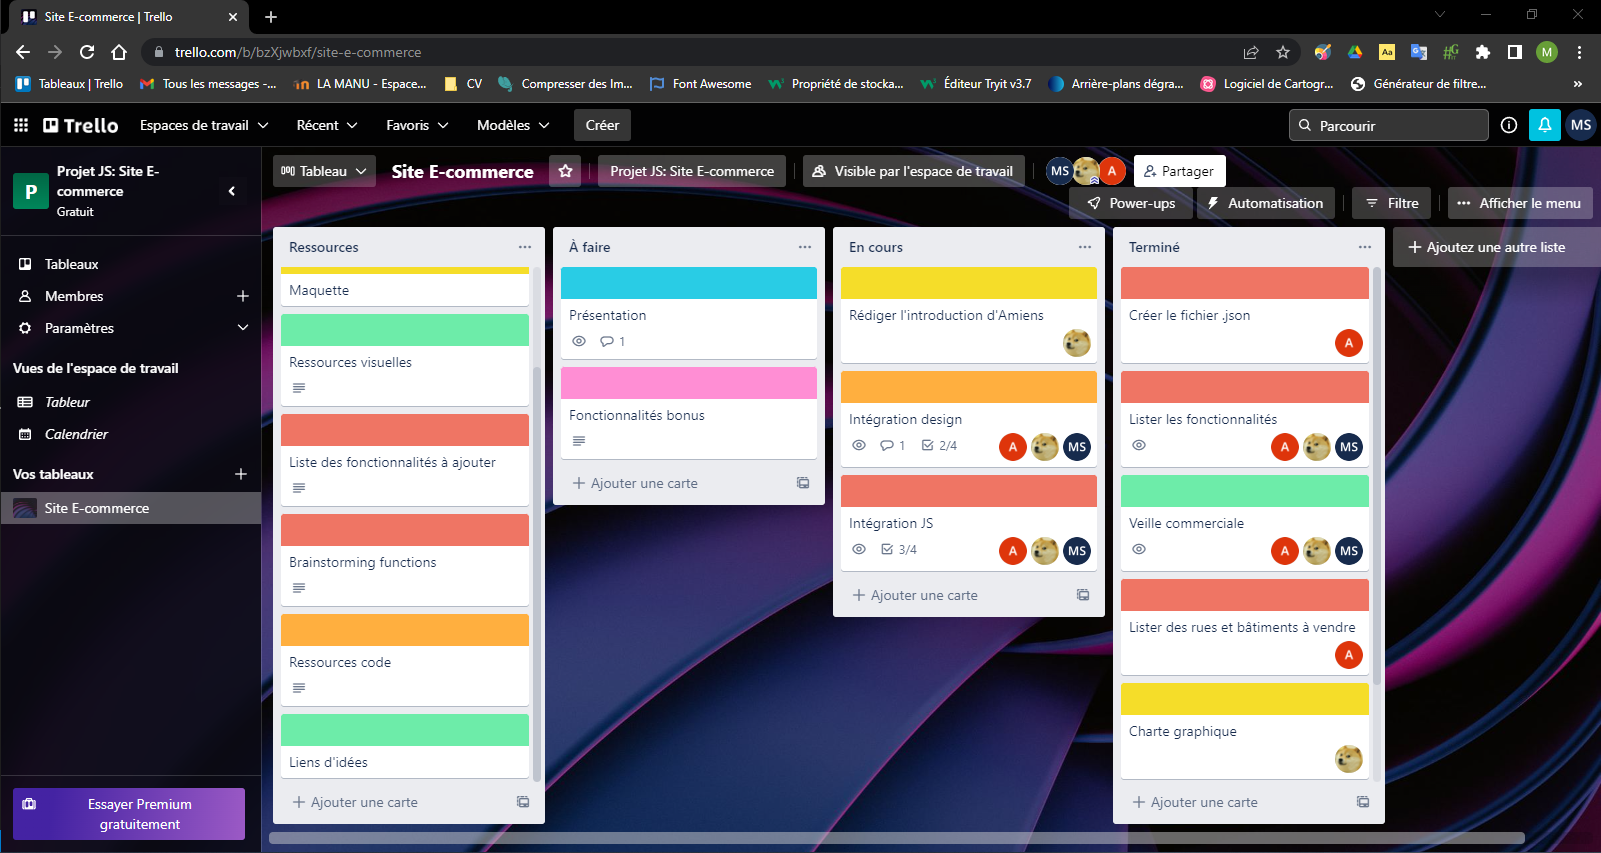 Site E-commerce | Trello
trello.com/b/bzXjwbxf/site-e-commerce
M
Tableaux | Trello
Tous les messages -...
LA MANU - Espace...
CV
Compresser des Im...
Font Awesome
Propriété de stocka...
Éditeur Tryit v3.7
Arrière-plans dégra...
Logiciel de Cartogr...
Générateur de filtre...
»
Trello
Espaces de travail
Récent
Favoris
Modèles
Créer
Parcourir
MS
P
Projet JS: Site E-
commerce
Gratuit
Tableau
Site E-commerce
Projet JS: Site E-commerce
Visible par l'espace de travail
MS
A
Partager
Power-ups
Automatisation
Filtre
Afficher le menu
Tableaux
Membres
Paramètres
Vues de l'espace de travail
Tableur
Calendrier
Vos tableaux
Site E-commerce
Essayer Premium
gratuitement
Ressources
Maquette
Ressources visuelles
Liste des fonctionnalités à ajouter
Brainstorming functions
Ressources code
Liens d'idées
Ajouter une carte
À faire
Présentation
1
Fonctionnalités bonus
Ajouter une carte
En cours
Rédiger l'introduction d'Amiens
Intégration design
1
2/4
A
MS
Intégration JS
3/4
A
MS
Ajouter une carte
Terminé
Créer le fichier .json
A
Lister les fonctionnalités
A
MS
Veille commerciale
A
MS
Lister des rues et bâtiments à vendre
A
Charte graphique
Ajouter une carte
Ajoutez une autre liste